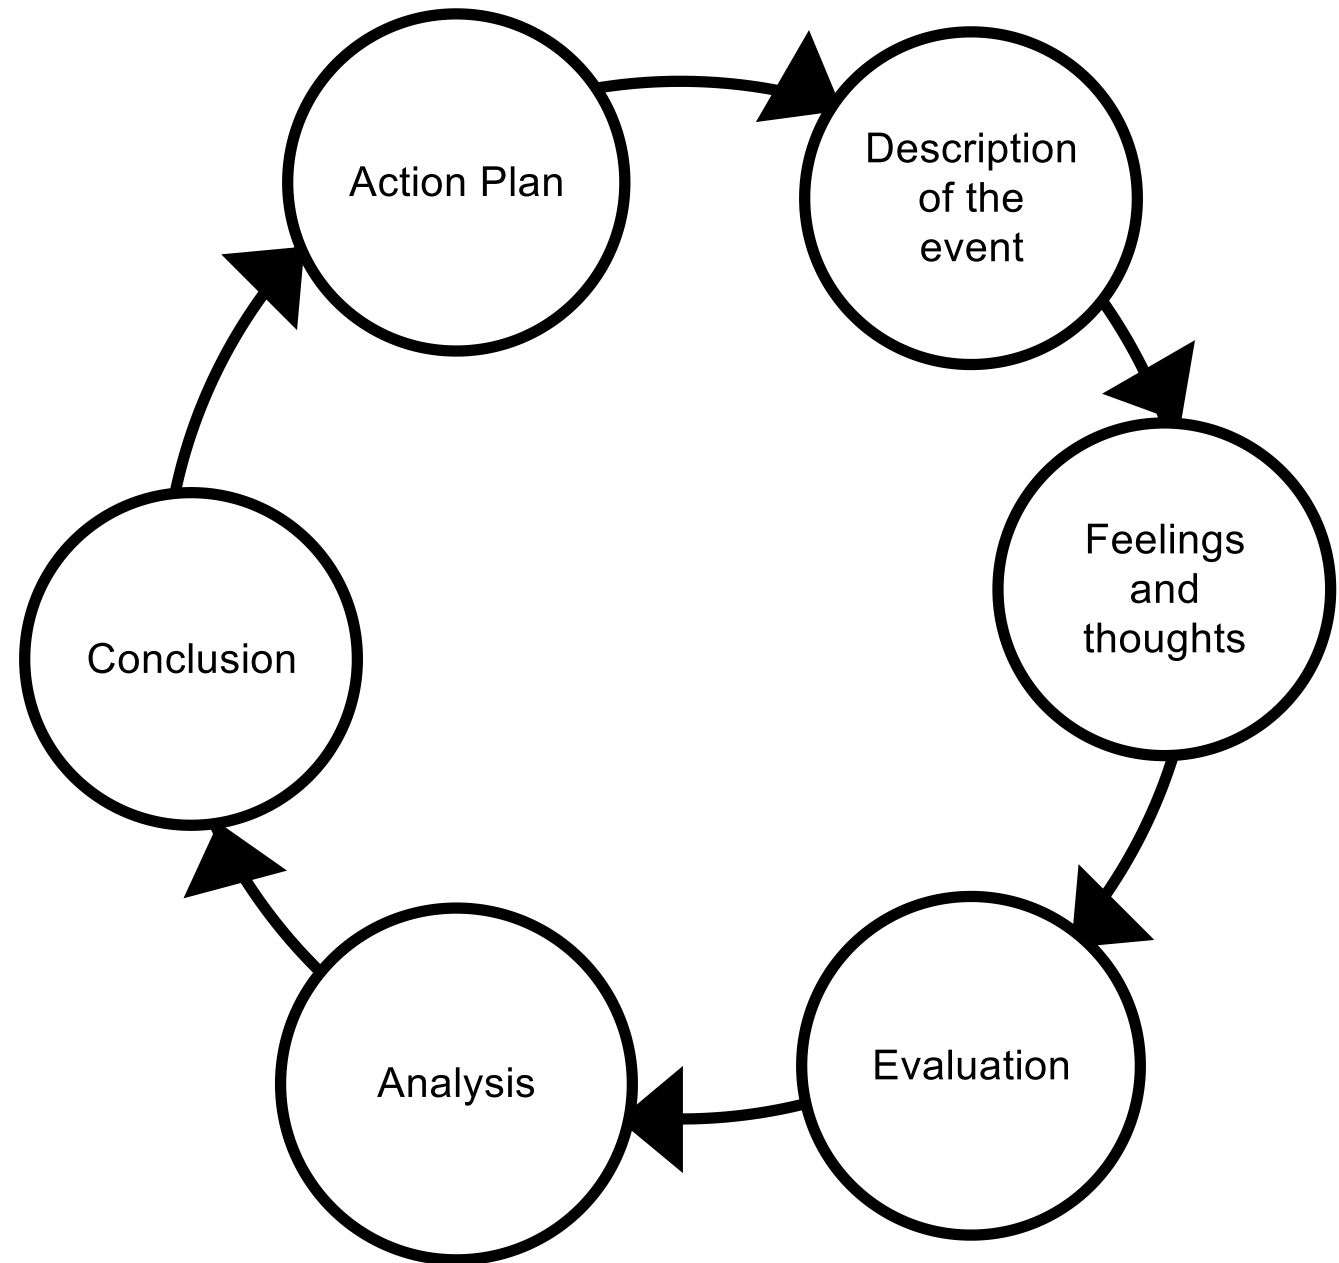 Action Plan
Description
of the
event
Feelings
and
thoughts
Evaluation
Analysis
Conclusion